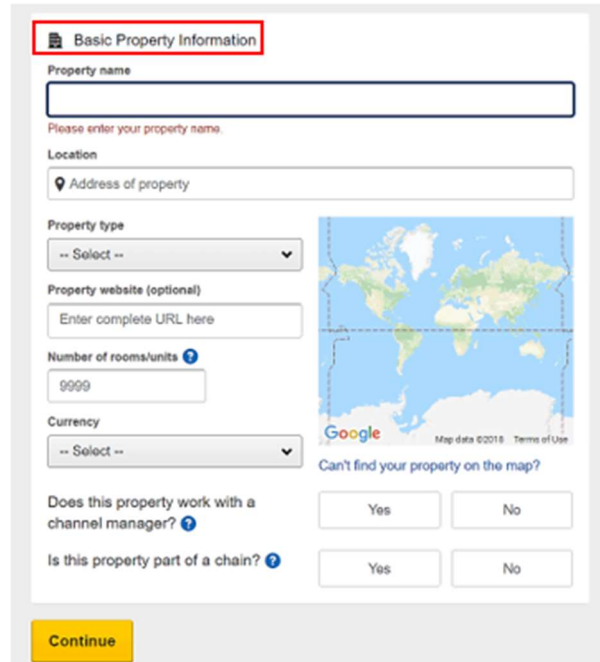 Basic Property Information
Property name
Please enter your property name.
Location
Address of property
Property type
-- Select --
Property website (optional)
Enter complete URL here
Number of rooms/units ?
9999
Currency
-- Select --
Google
Map data ©2018 Terms of Use
Can't find your property on the map?
Does this property work with a
channel manager? ?
Yes No
Is this property part of a chain? ?
Yes No
Continue